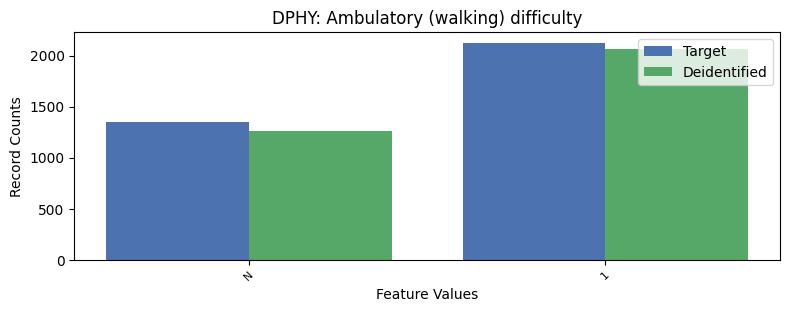 DPHY: Ambulatory (walking) difficulty
Target
Deidentified
2000
1500
1000
500
0
Record Counts
N
1
Feature Values